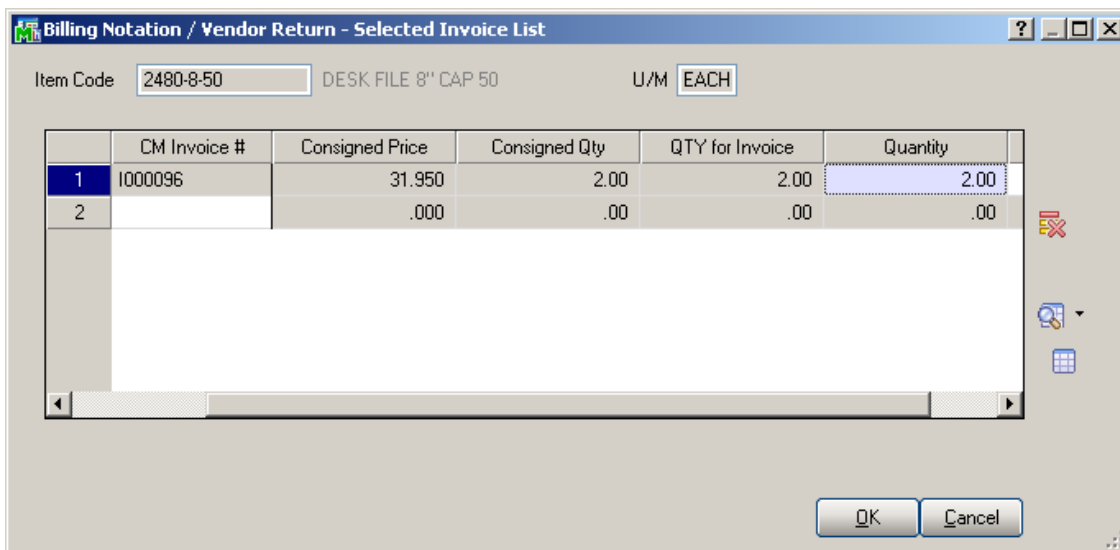 Billing Notation / Vendor Return - Selected Invoice List
Item Code 2480-8-50 DESK FILE 8" CAP 50 U/M EACH
CM Invoice # Consigned Price Consigned Qty QTY for Invoice Quantity
1 I000096 31.950 2.00 2.00 2.00
2 .000 .00 .00 .00
OK Cancel